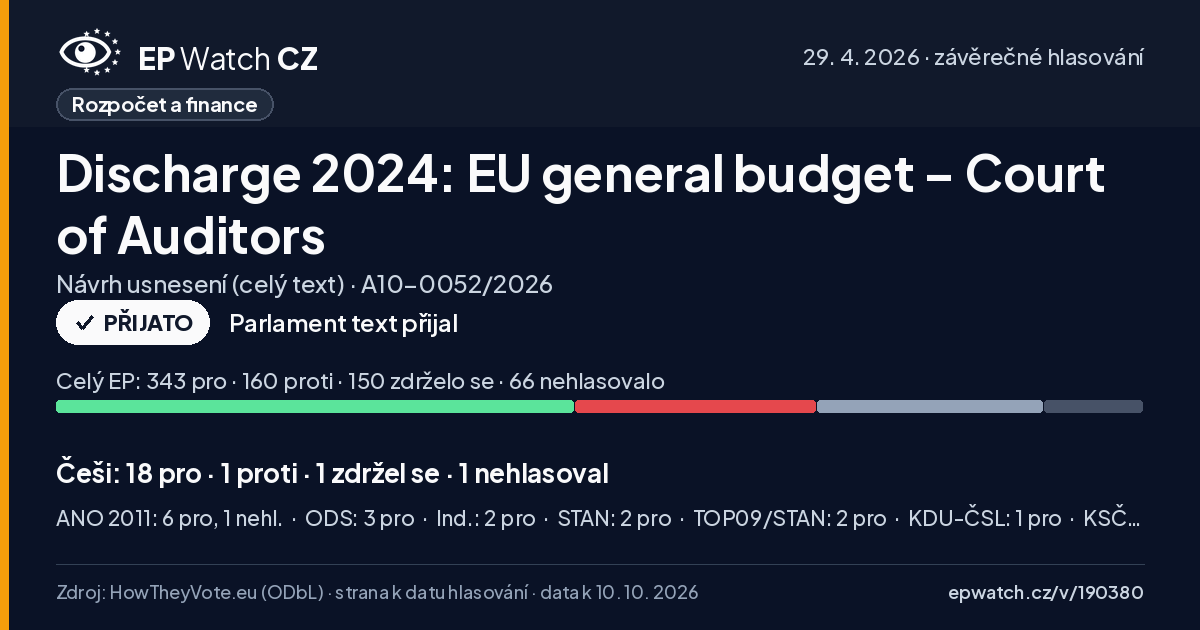 EP Watch CZ
29. 4. 2026 · závěrečné hlasování
Rozpočet a finance
Discharge 2024: EU general budget – Court
of Auditors
Návrh usnesení (celý text) · A10-0052/2026
✓ PŘIJATO Parlament text přijal
Celý EP: 343 pro · 160 proti · 150 zdrželo se · 66 nehlasovalo
Češi: 18 pro · 1 proti · 1 zdržel se · 1 nehlasoval
ANO 2011: 6 pro, 1 nehl. · ODS: 3 pro · Ind.: 2 pro · STAN: 2 pro · TOP09/STAN: 2 pro · KDU-ČSL: 1 pro · KSČ…
Zdroj: HowTheyVote.eu (ODbL) · strana k datu hlasování · data k 10. 10. 2026
epwatch.cz/v/190380